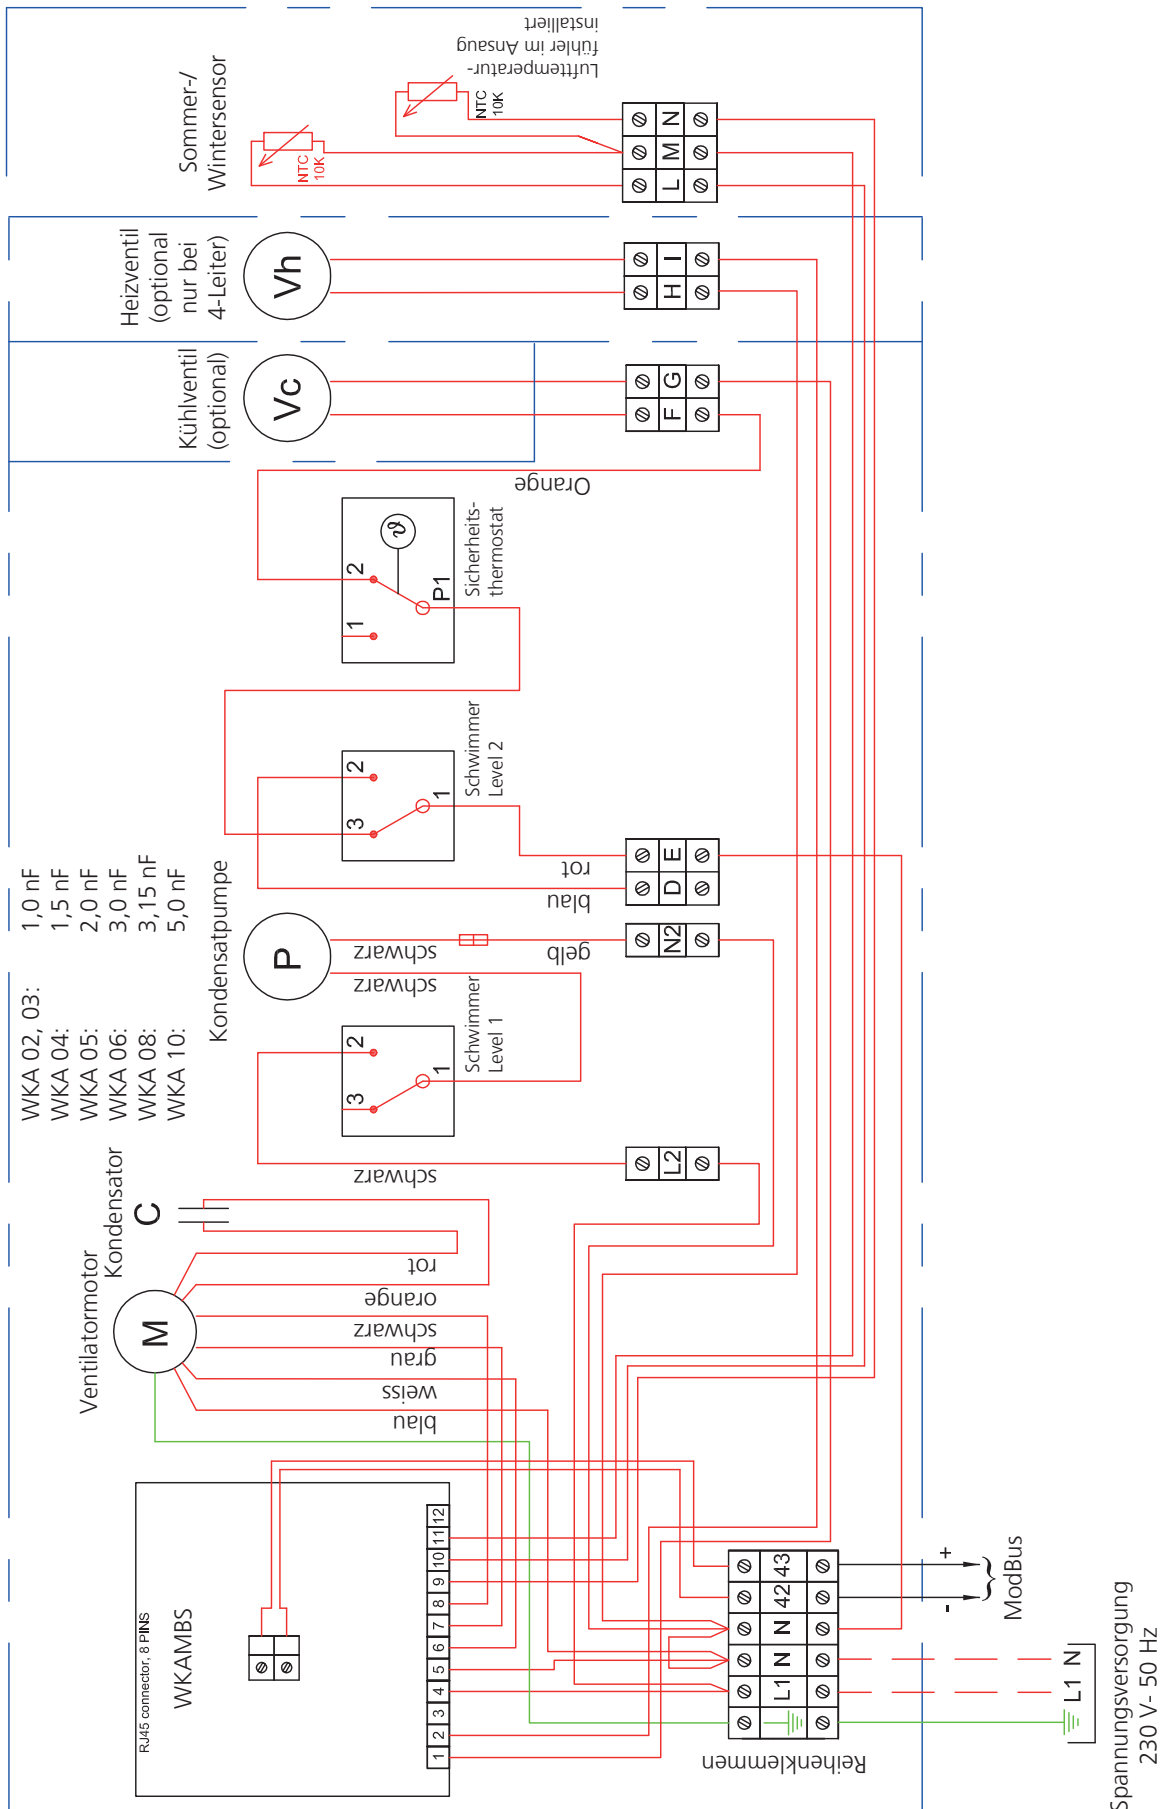 Lufttemperatur-
fühler im Ansaug
installiert
Sommer-/
Wintersensor
NTC
10K
NTC
10K
N
M
L
Heizventil
(optional
nur bei
4-Leiter)
Vh
I
H
Kühlventil
(optional)
Vc
G
F
Orange
Sicherheits-
thermostat
ϑ
2
1
P1
Schwimmer
Level 2
2
3
1
rot
blau
E
D
WKA 02, 03: 1,0 nF
WKA 04: 1,5 nF
WKA 05: 2,0 nF
WKA 06: 3,0 nF
WKA 08: 3,15 nF
WKA 10: 5,0 nF
Kondensatpumpe
P
schwarz
schwarz
gelb
N2
Schwimmer
Level 1
2
3
1
schwarz
L2
Kondensator
C
Ventilatormotor
M
rot
orange
schwarz
grau
weiss
blau
RJ45 connector, 8 PINS
WKAMBS
1 2 3 4 5 6 7 8 9 10 11 12
Reihenklemmen
L1 N N 42 43
- +
ModBus
L1 N
Spannungsversorgung
230 V- 50 Hz